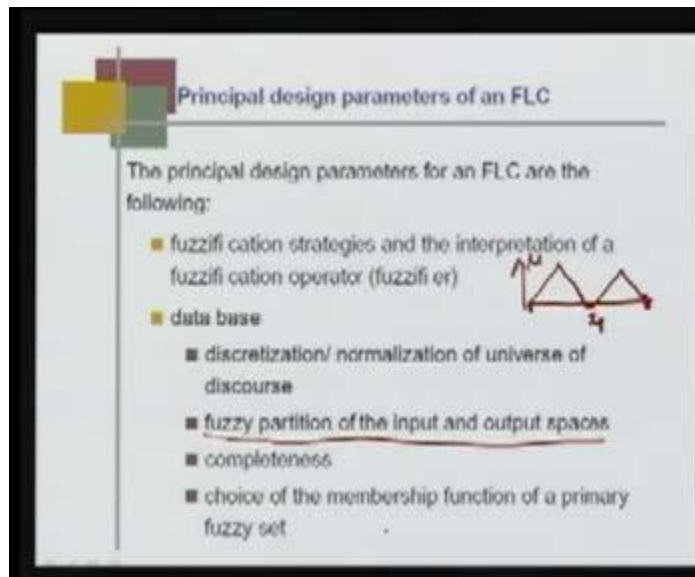 Principal design parameters of an FLC
The principal design parameters for an FLC are the
following:
fuzzifi cation strategies and the interpretation of a
fuzzifi cation operator (fuzzifi er)
μ
data base
discretization/ normalization of universe of
discourse
fuzzy partition of the input and output spaces
completeness
choice of the membership function of a primary
fuzzy set